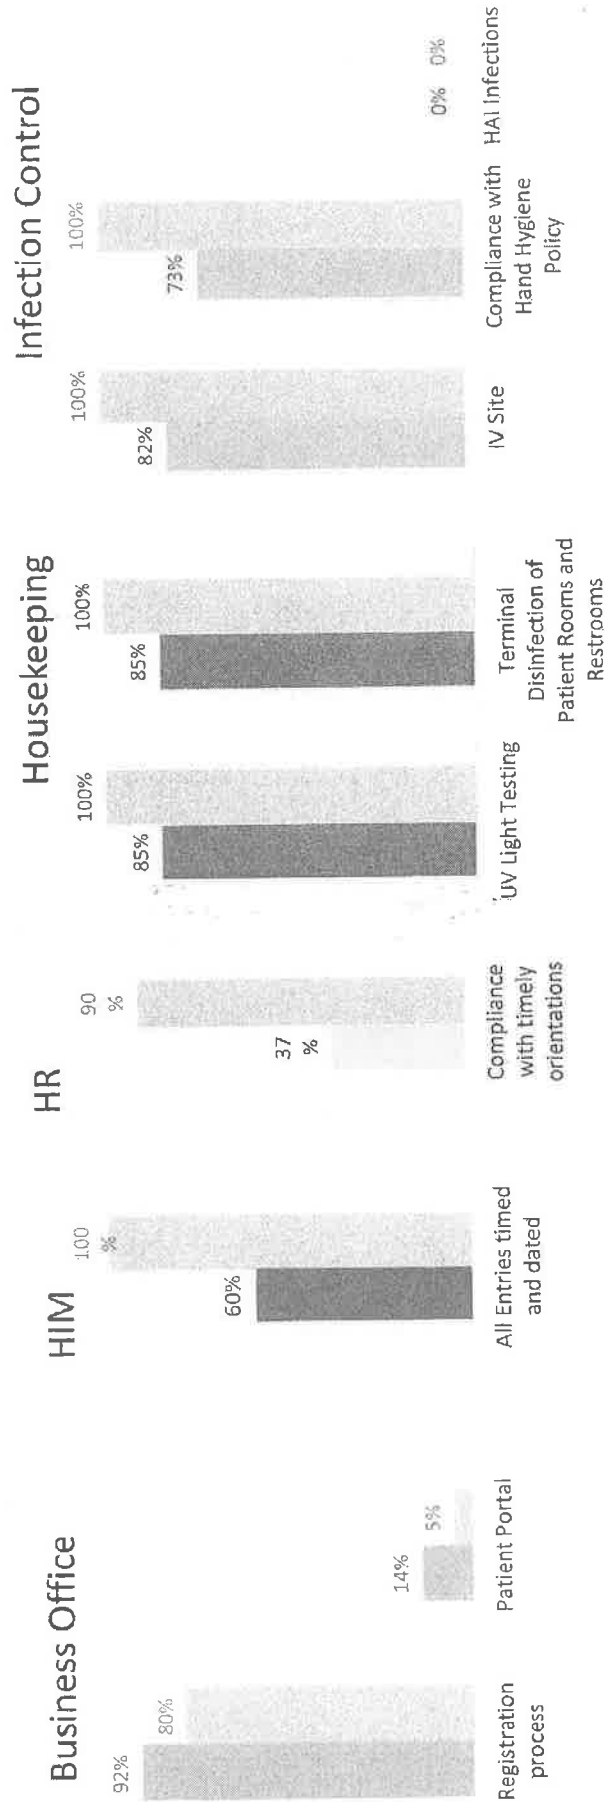 Business Office
92%
80%
14%
5%
Registration
process
Patient Portal
HIM
100
%
60%
All Entries timed
and dated
HR
90
%
37
%
Compliance
with timely
orientations
Housekeeping
85%
100%
85%
100%
UV Light Testing
Terminal
Disinfection of
Patient Rooms and
Restrooms
Infection Control
82%
100%
73%
100%
0%
0%
IV Site
Compliance with
Hand Hygiene
Policy
HAI Infections